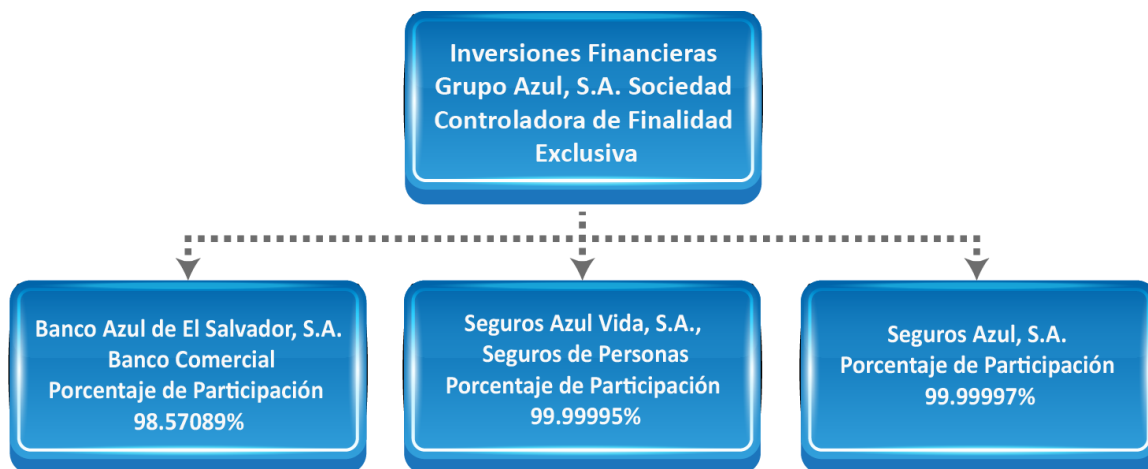 Inversiones Financieras
Grupo Azul, S.A. Sociedad
Controladora de Finalidad
Exclusiva
Banco Azul de El Salvador, S.A.
Banco Comercial
Porcentaje de Participación
98.57089%
Seguros Azul Vida, S.A.,
Seguros de Personas
Porcentaje de Participación
99.99995%
Seguros Azul, S.A.
Porcentaje de Participación
99.99997%